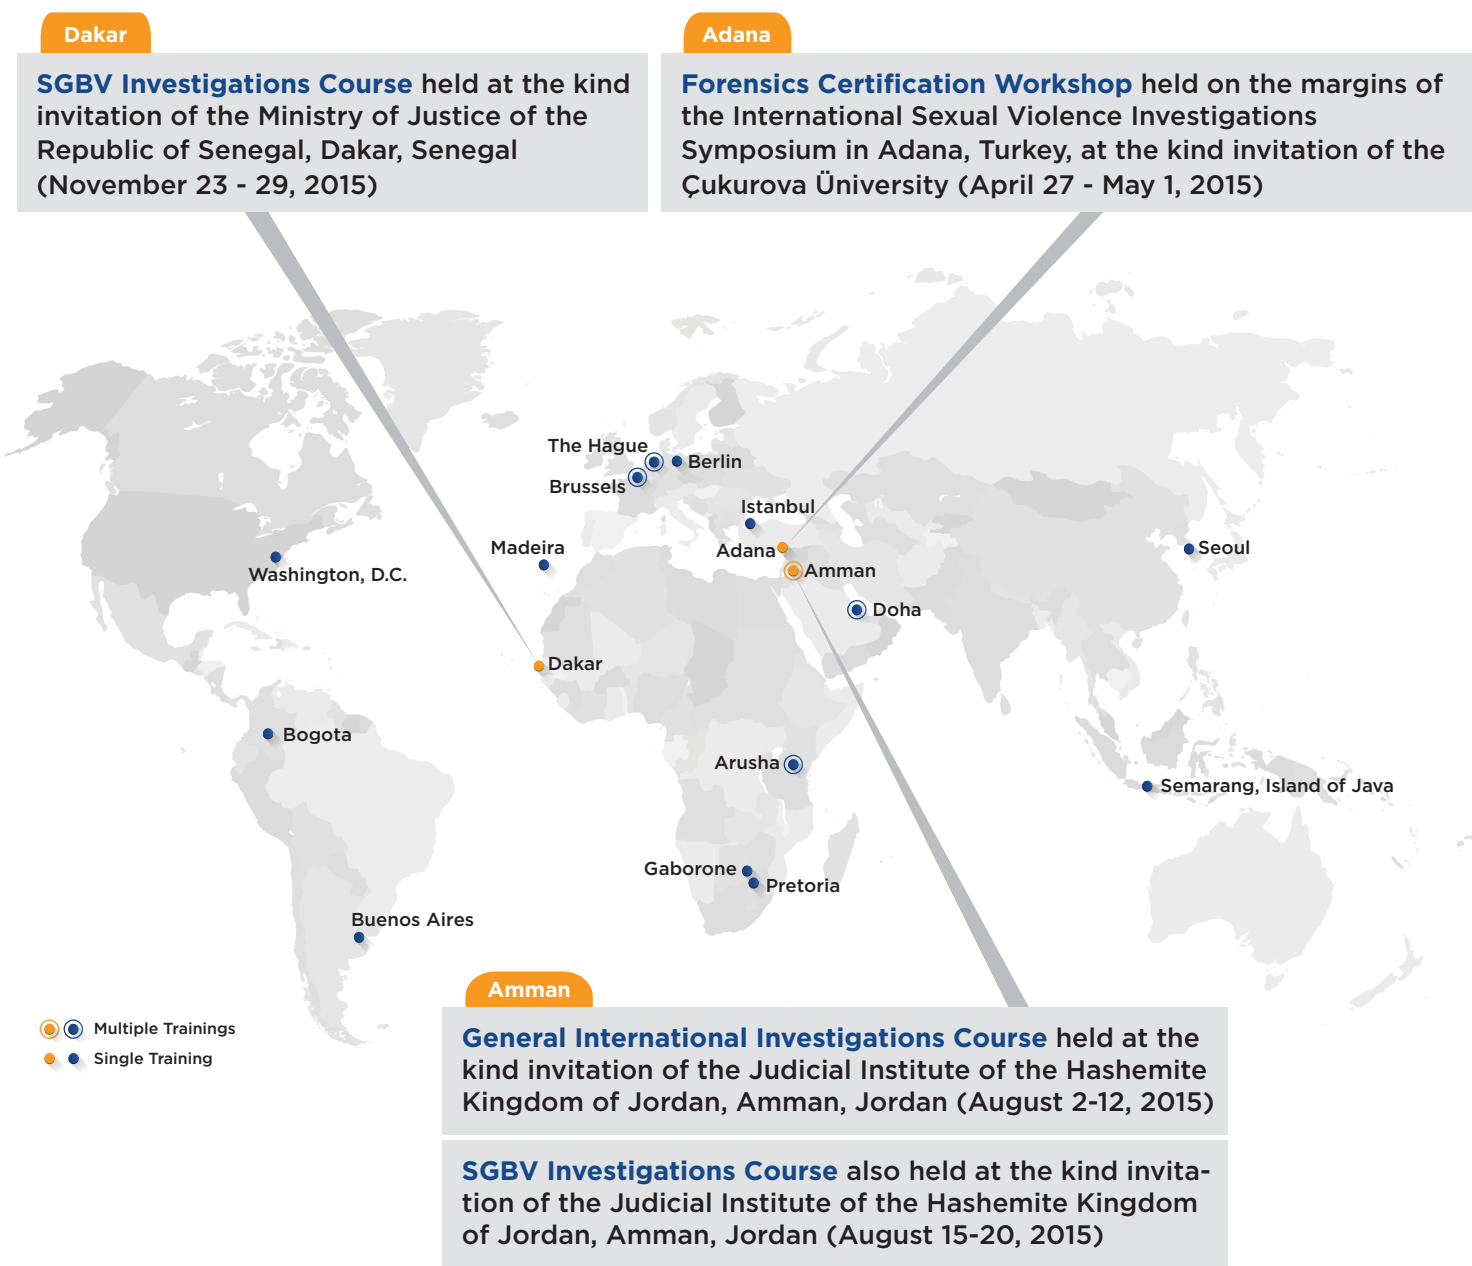 Dakar
SGBV Investigations Course held at the kind
invitation of the Ministry of Justice of the
Republic of Senegal, Dakar, Senegal
(November 23 - 29, 2015)
Adana
Forensics Certification Workshop held on the margins of
the International Sexual Violence Investigations
Symposium in Adana, Turkey, at the kind invitation of the
Çukurova Üniversity (April 27 - May 1, 2015)
The Hague
Berlin
Brussels
Istanbul
Madeira
Adana
Seoul
Amman
Washington, D.C.
Doha
Dakar
Bogota
Arusha
Semarang, Island of Java
Gaborone
Pretoria
Buenos Aires
Multiple Trainings
Single Training
Amman
General International Investigations Course held at the
kind invitation of the Judicial Institute of the Hashemite
Kingdom of Jordan, Amman, Jordan (August 2-12, 2015)
SGBV Investigations Course also held at the kind invita-
tion of the Judicial Institute of the Hashemite Kingdom
of Jordan, Amman, Jordan (August 15-20, 2015)